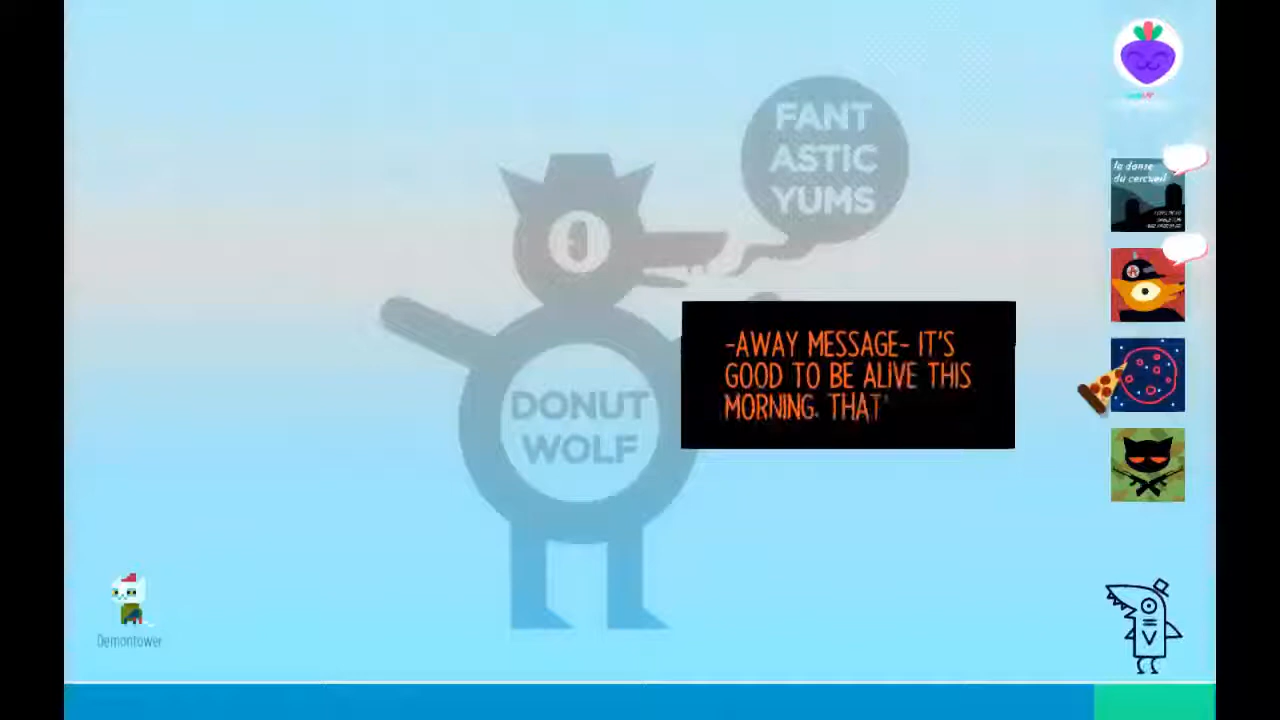 FANT
ASTIC
YUMS
la danse
du cercueil
DONUT
WOLF
-AWAY MESSAGE- IT'S
GOOD TO BE ALIVE THIS
MORNING. THAT'
Demontower